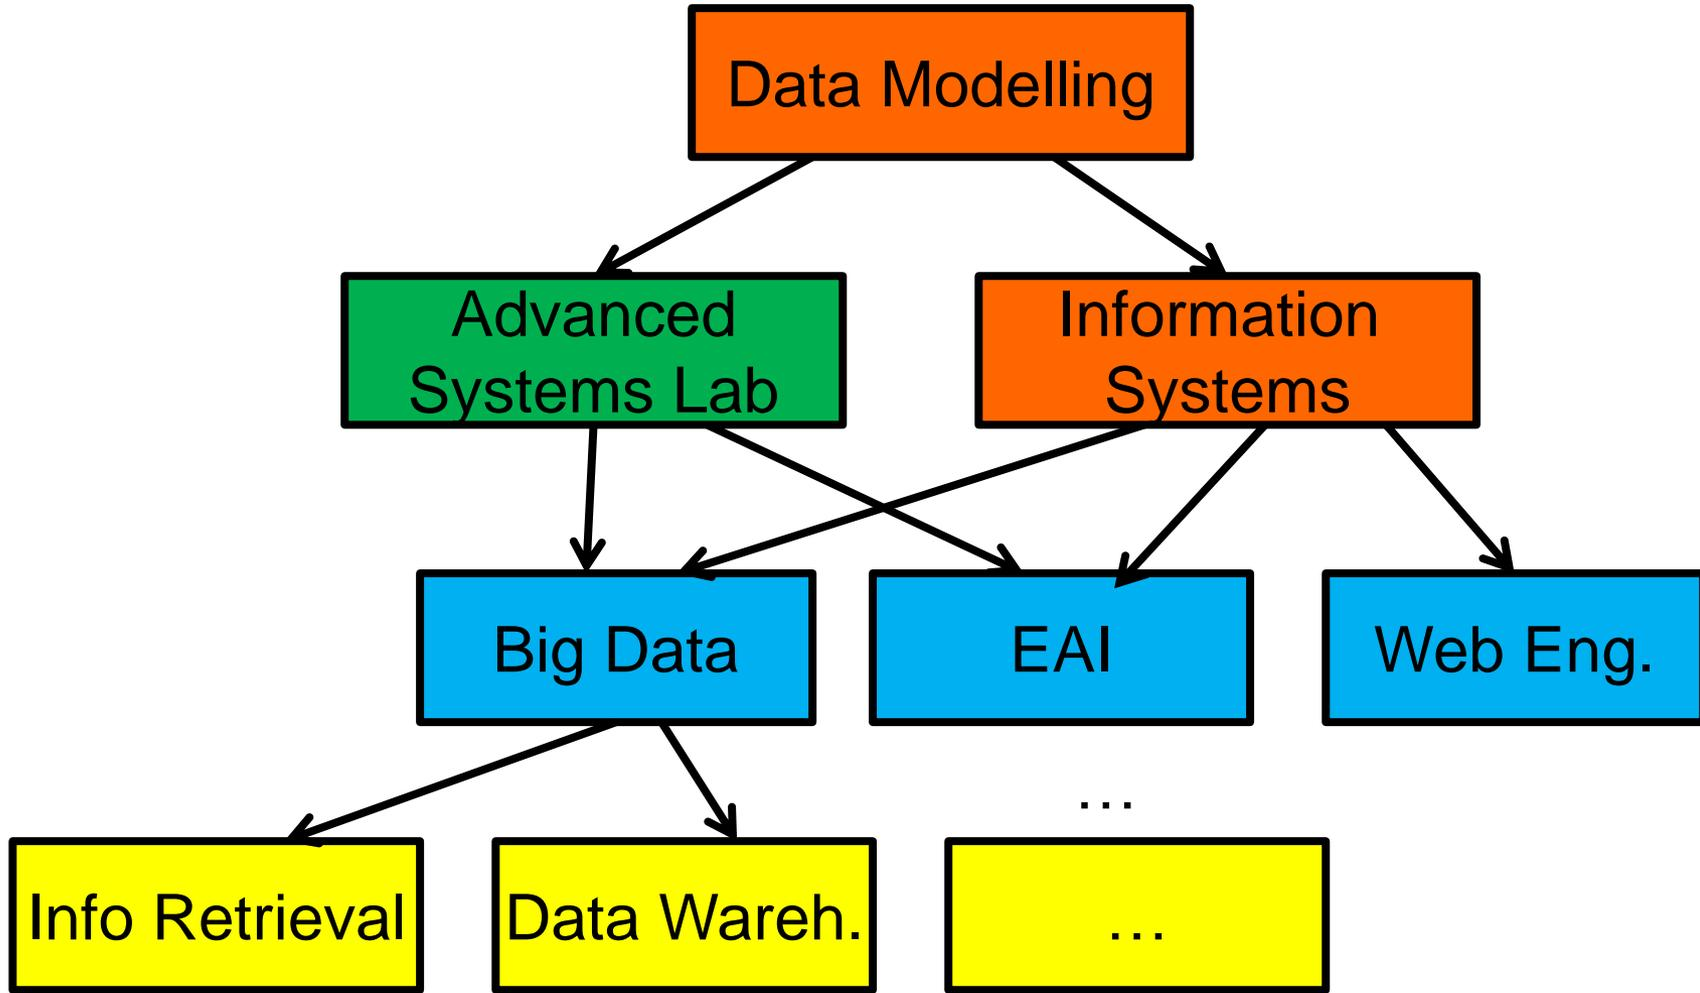 Data Modelling
Advanced
Systems Lab
Information
Systems
Big Data
EAI
Web Eng.
…
Info Retrieval
Data Wareh.
…